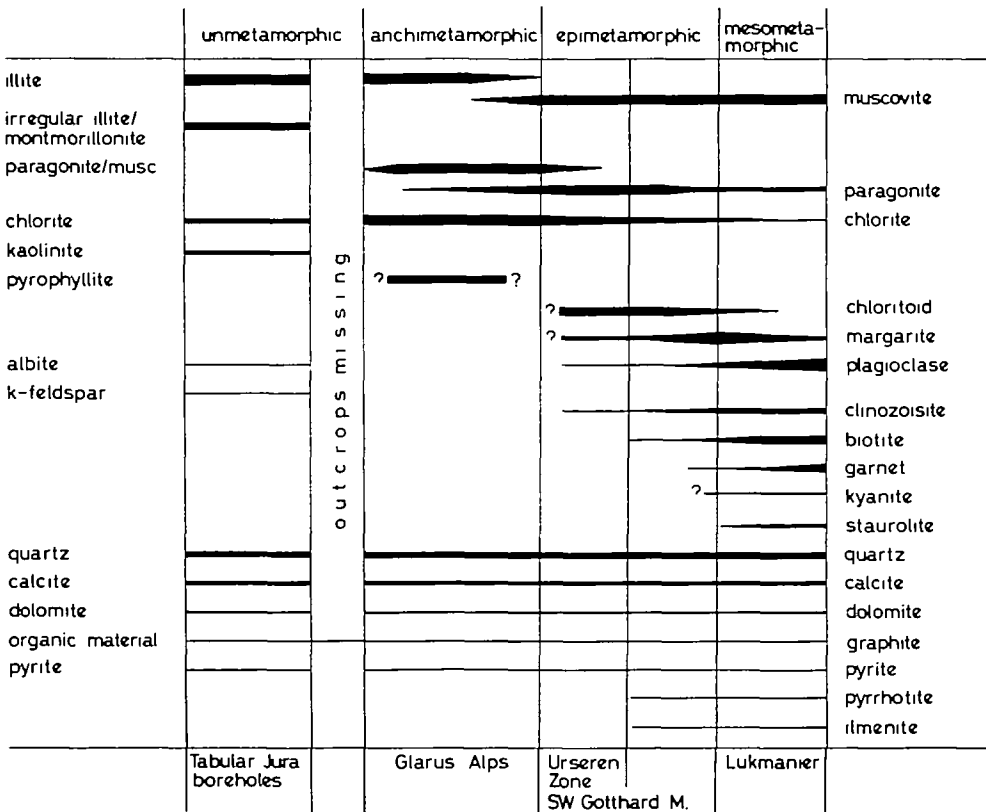 unmetamorphic anchimetamorphic epimetamorphic mesometa-
morphic
illite
muscovite
irregular illite/
montmorillonite
paragonite/musc
paragonite
chlorite chlorite
kaolinite
pyrophyllite ? ?
? chloritoid
? margarite
albite plagioclase
k-feldspar
clinozoisite
biotite
garnet
? kyanite
staurolite
outcrops missing
quartz quartz
calcite calcite
dolomite dolomite
organic material graphite
pyrite pyrite
pyrrhotite
ilmenite
Tabular Jura
boreholes
Glarus Alps
Urseren
Zone
SW Gotthard M.
Lukmanier